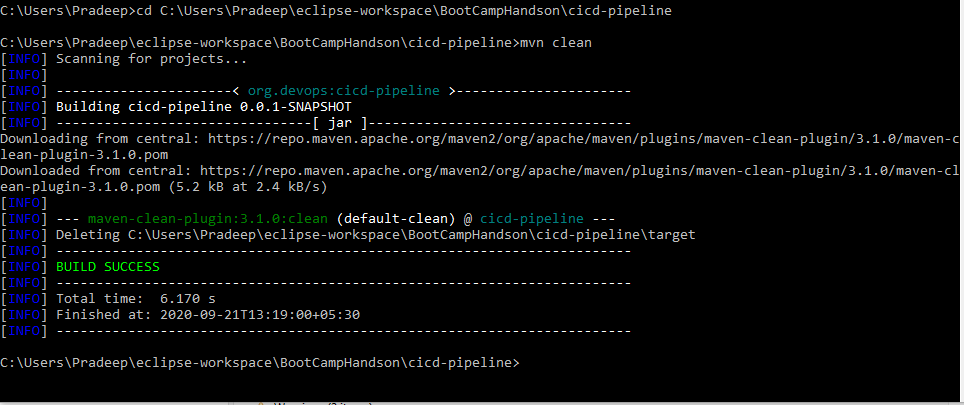 C:\Users\Pradeep>cd C:\Users\Pradeep\eclipse-workspace\BootCampHandson\cicd-pipeline
C:\Users\Pradeep\eclipse-workspace\BootCampHandson\cicd-pipeline>mvn clean
[INFO] Scanning for projects...
[INFO]
[INFO] ----------------------< org.devops:cicd-pipeline >----------------------
[INFO] Building cicd-pipeline 0.0.1-SNAPSHOT
[INFO] --------------------------------[ jar ]---------------------------------
Downloading from central: https://repo.maven.apache.org/maven2/org/apache/maven/plugins/maven-clean-plugin/3.1.0/maven-c
lean-plugin-3.1.0.pom
Downloaded from central: https://repo.maven.apache.org/maven2/org/apache/maven/plugins/maven-clean-plugin/3.1.0/maven-cl
ean-plugin-3.1.0.pom (5.2 kB at 2.4 kB/s)
[INFO]
[INFO] --- maven-clean-plugin:3.1.0:clean (default-clean) @ cicd-pipeline ---
[INFO] Deleting C:\Users\Pradeep\eclipse-workspace\BootCampHandson\cicd-pipeline\target
[INFO] ------------------------------------------------------------------------
[INFO] BUILD SUCCESS
[INFO] ------------------------------------------------------------------------
[INFO] Total time:  6.170 s
[INFO] Finished at: 2020-09-21T13:19:00+05:30
[INFO] ------------------------------------------------------------------------
C:\Users\Pradeep\eclipse-workspace\BootCampHandson\cicd-pipeline>